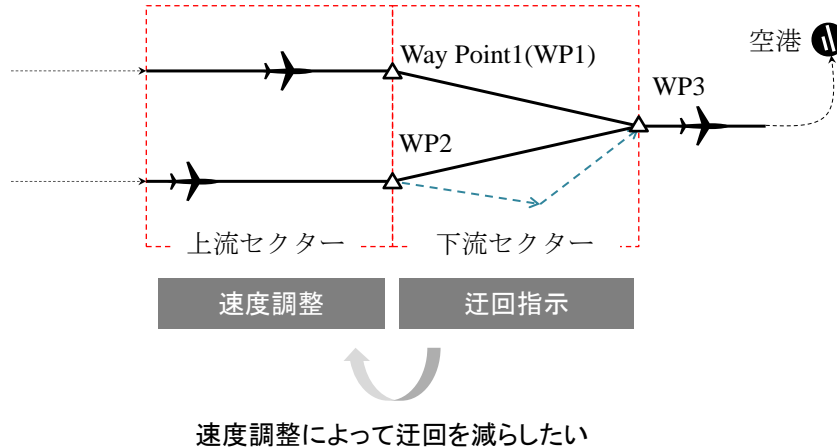 空港
Way Point1(WP1)
WP3
WP2
上流セクター
下流セクター
速度調整
迂回指示
速度調整によって迂回を減らしたい